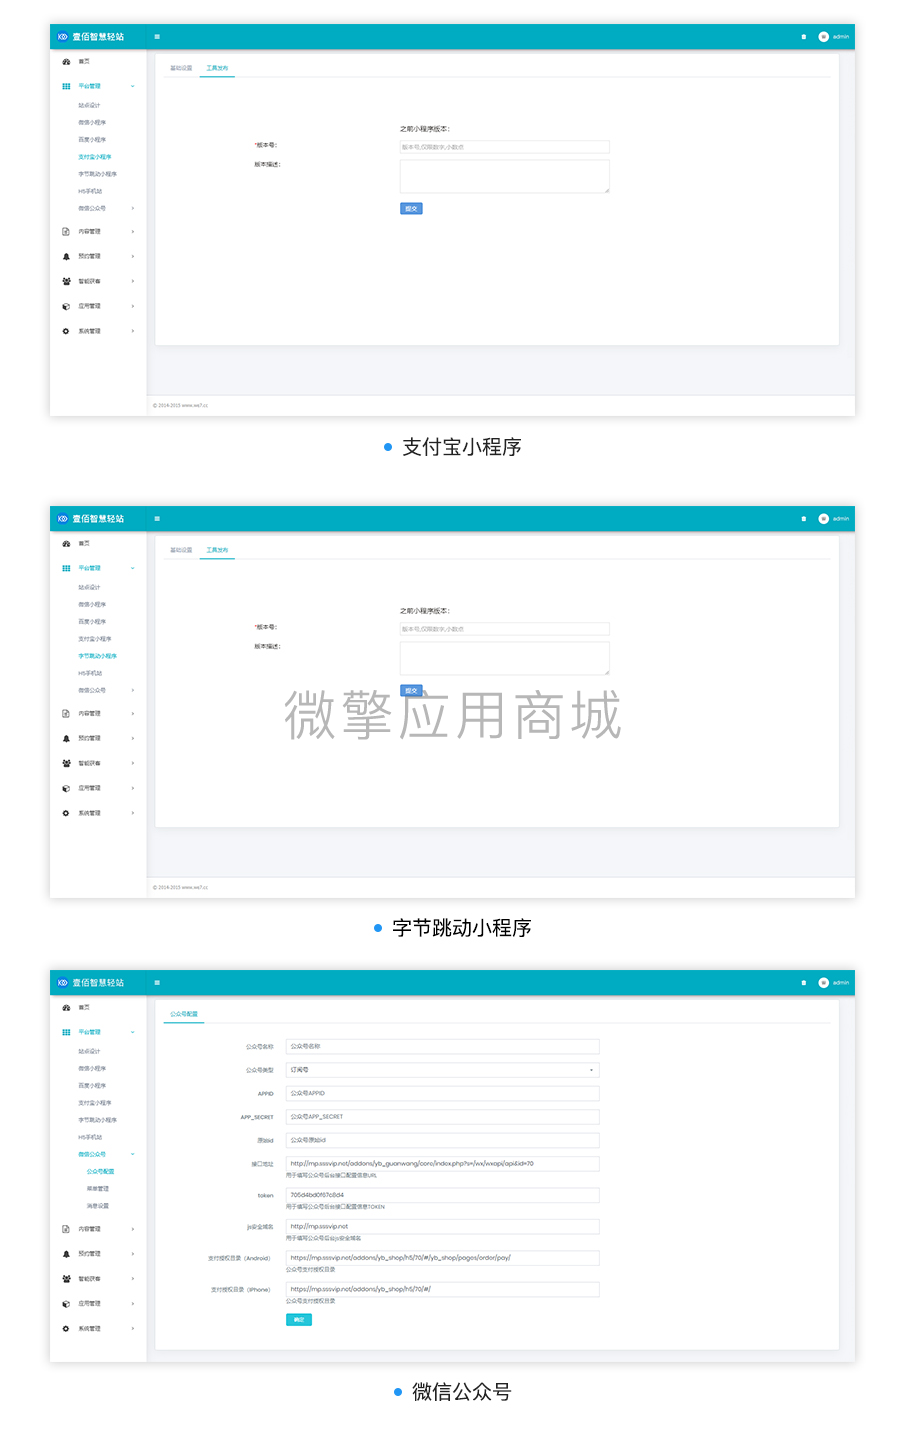 壹佰智慧轻站
admin
首页
平台管理
站点设计
微信小程序
百度小程序
支付宝小程序
字节跳动小程序
H5手机站
微信公众号
内容管理
预约管理
智能获客
应用管理
系统管理
基础设置 工具发布
之前小程序版本：
*版本号： 版本号,仅限数字,小数点
版本描述：
提交
© 2014-2015 www.we7.cc
支付宝小程序
壹佰智慧轻站
admin
首页
平台管理
站点设计
微信小程序
百度小程序
支付宝小程序
字节跳动小程序
H5手机站
微信公众号
内容管理
预约管理
智能获客
应用管理
系统管理
基础设置 工具发布
之前小程序版本：
*版本号： 版本号,仅限数字,小数点
版本描述：
提交
微擎应用商城
© 2014-2015 www.we7.cc
字节跳动小程序
壹佰智慧轻站
admin
首页
平台管理
站点设计
微信小程序
百度小程序
支付宝小程序
字节跳动小程序
H5手机站
微信公众号
公众号配置
菜单管理
消息设置
内容管理
预约管理
智能获客
应用管理
系统管理
公众号配置
公众号名称 公众号名称
公众号类型 订阅号
APPID 公众号APPID
APP_SECRET 公众号APP_SECRET
原始id 公众号原始id
接口地址 http://mp.sssvip.net/addons/yb_guanwang/core/index.php?s=/wx/wxapi/api&id=70
用于填写公众号后台接口配置信息URL
token 705d4bd0f67c8d4
用于填写公众号后台接口配置信息TOKEN
js安全域名 http://mp.sssvip.net
用于填写公众号后台js安全域名
支付授权目录（Android） https://mp.sssvip.net/addons/yb_shop/h5/70/#/yb_shop/pages/order/pay/
公众号支付授权目录
支付授权目录（iPhone） https://mp.sssvip.net/addons/yb_shop/h5/70/#/
公众号支付授权目录
确定
微信公众号